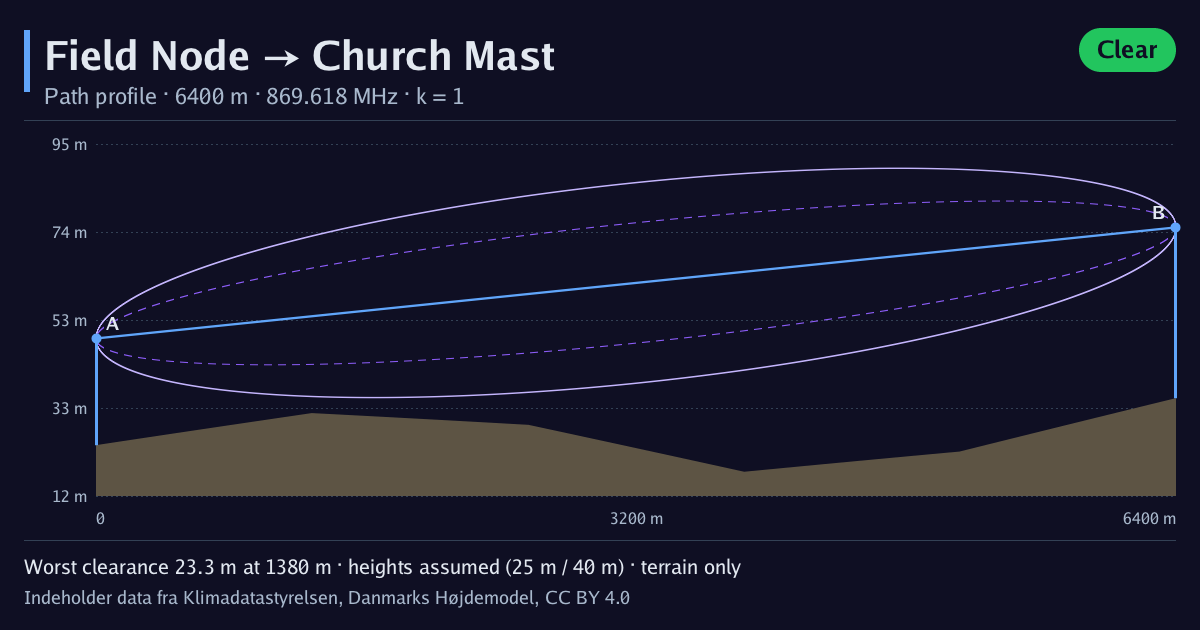 Field Node → Church Mast
Clear
Path profile · 6400 m · 869.618 MHz · k = 1
95 m
74 m
53 m
33 m
12 m
A
B
0
3200 m
6400 m
Worst clearance 23.3 m at 1380 m · heights assumed (25 m / 40 m) · terrain only
Indeholder data fra Klimadatastyrelsen, Danmarks Højdemodel, CC BY 4.0